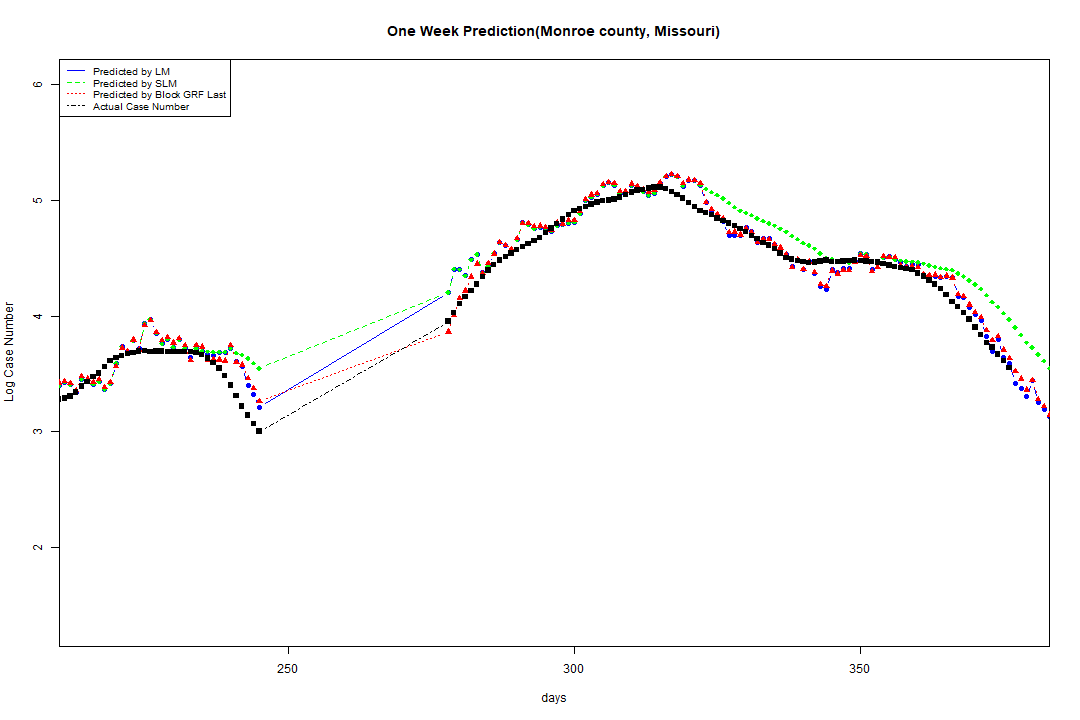 One Week Prediction(Monroe county, Missouri)
Predicted by LM
Predicted by SLM
Predicted by Block GRF Last
Actual Case Number
6
5
4
3
2
Log Case Number
250 300 350
days